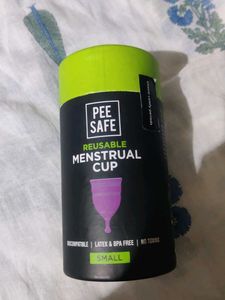 PEE
SAFE
REUSABLE
MENSTRUAL
CUP
BIOCOMPATIBLE | LATEX & BPA FREE | NO TOXINS
SMALL